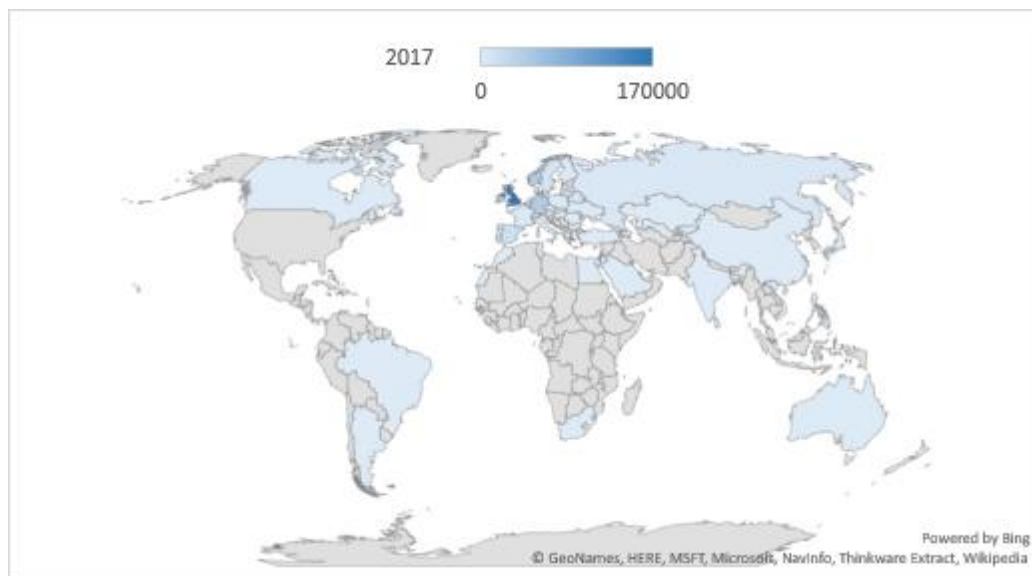 2017
0 170000
Powered by Bing
© GeoNames, HERE, MSFT, Microsoft, NavInfo, Thinkware Extract, Wikipedia